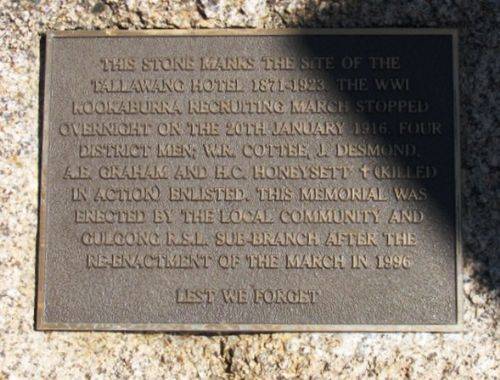 THIS STONE MARKS THE SITE OF THE
TALLAWANG HOTEL 1871-1923. THE WWI
KOOKABURRA RECRUITING MARCH STOPPED
OVERNIGHT ON THE 20TH JANUARY 1916. FOUR
DISTRICT MEN; W.R. COTTEE, J. DESMOND,
A.E. GRAHAM AND H.C. HONEYSETT ✝ (KILLED
IN ACTION) ENLISTED. THIS MEMORIAL WAS
ERECTED BY THE LOCAL COMMUNITY AND
GULGONG R.S.L. SUB-BRANCH AFTER THE
RE-ENACTMENT OF THE MARCH IN 1996
LEST WE FORGET